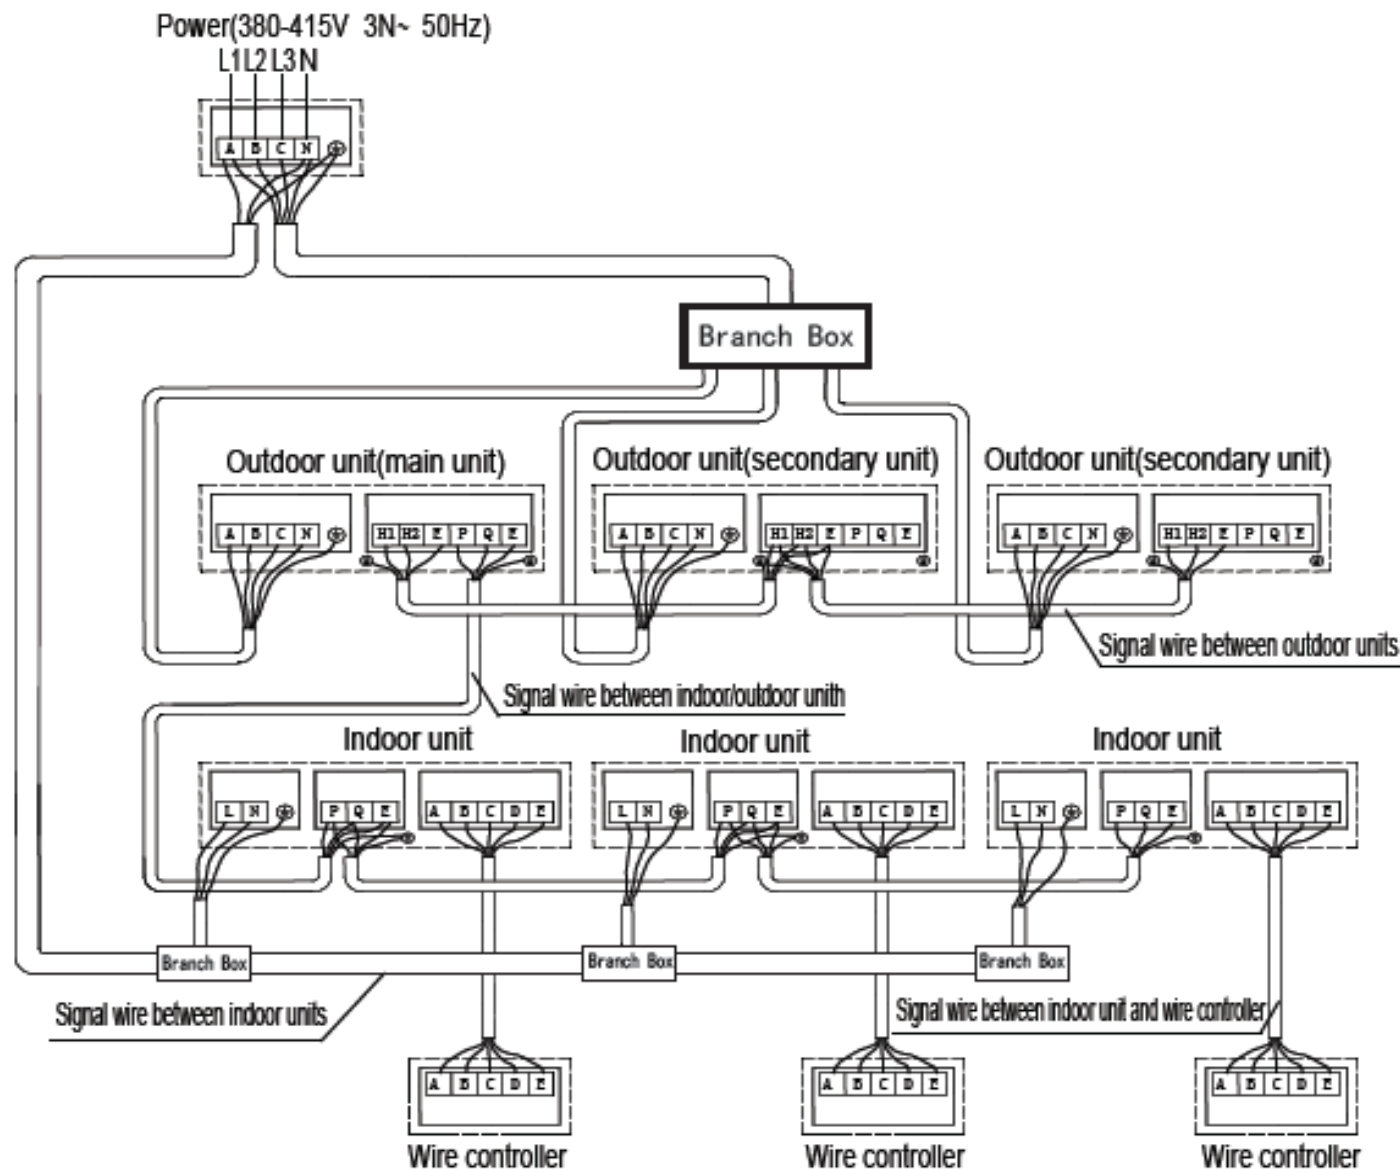 Power(380-415V 3N~ 50Hz)
L1 L2 L3 N
A B C N
Branch Box
Outdoor unit(main unit) Outdoor unit(secondary unit) Outdoor unit(secondary unit)
A B C N H1 H2 E P Q E A B C N H1 H2 E P Q E A B C N H1 H2 E P Q E
Signal wire between outdoor units
Signal wire between indoor/outdoor unith
Indoor unit Indoor unit Indoor unit
L N P Q E A B C D E L N P Q E A B C D E L N P Q E A B C D E
Branch Box Branch Box Branch Box
Signal wire between indoor units
Signal wire between indoor unit and wire controller
A B C D E A B C D E A B C D E
Wire controller Wire controller Wire controller